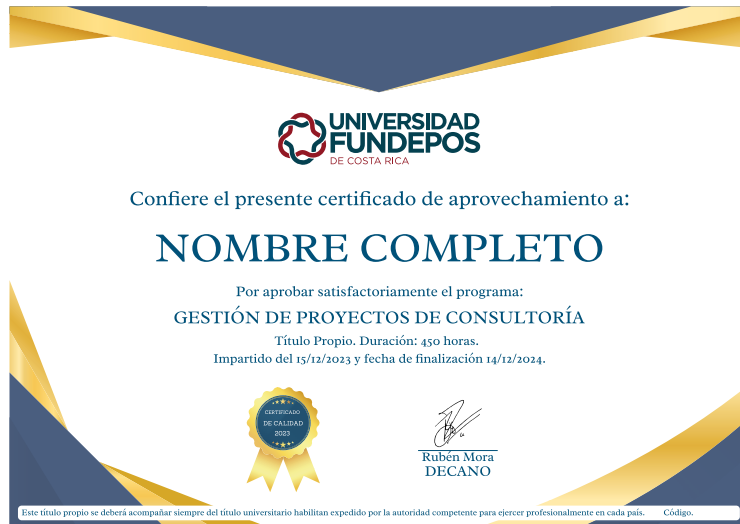 UNIVERSIDAD
FUNDEPOS
DE COSTA RICA
Confiere el presente certificado de aprovechamiento a:
NOMBRE COMPLETO
Por aprobar satisfactoriamente el programa:
GESTIÓN DE PROYECTOS DE CONSULTORÍA
Título Propio. Duración: 450 horas.
Impartido del 15/12/2023 y fecha de finalización 14/12/2024.
CERTIFICADO
DE CALIDAD
2023
Rubén Mora
DECANO
Este título propio se deberá acompañar siempre del título universitario habilitan expedido por la autoridad competente para ejercer profesionalmente en cada país. Código.